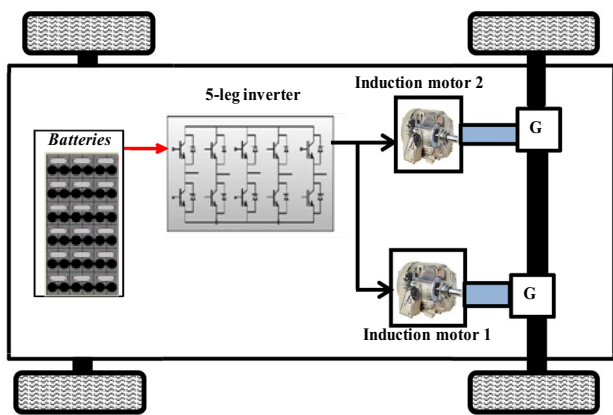 Induction motor 2
5-leg inverter
G
Batteries
G
Induction motor 1